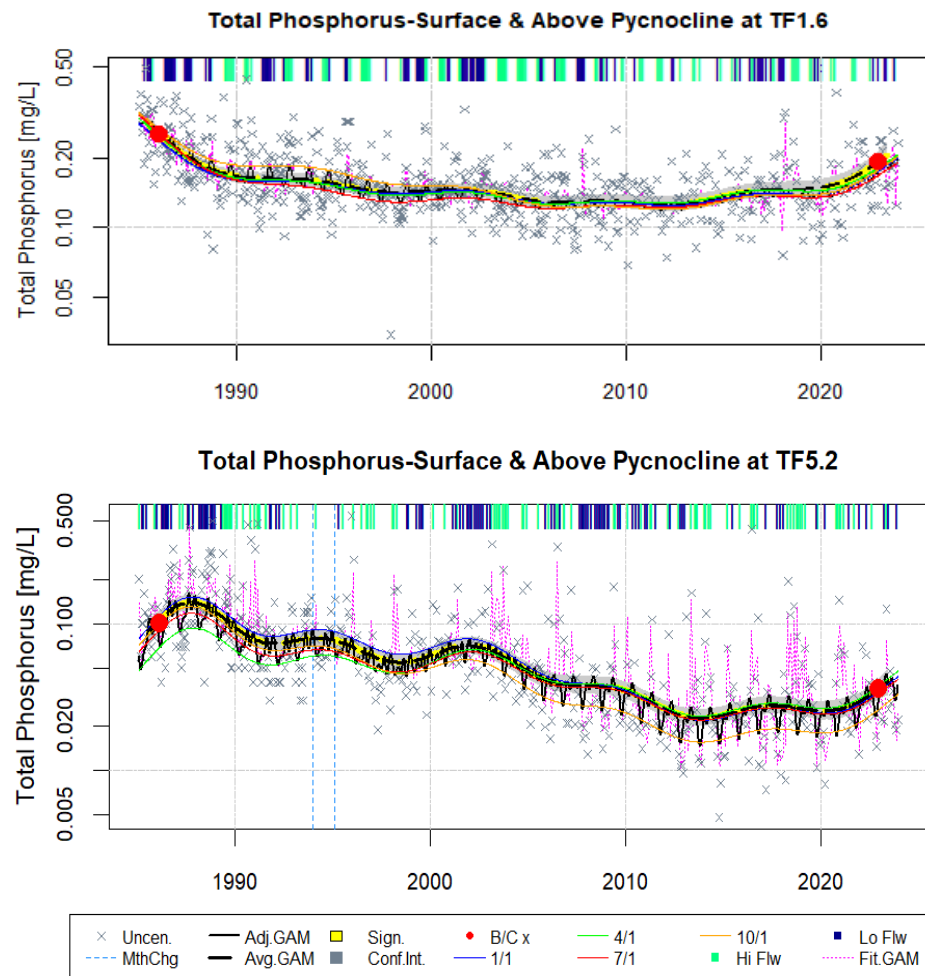 Total Phosphorus-Surface & Above Pycnocline at TF1.6
Total Phosphorus [mg/L]
0.50
0.20
0.10
0.05
1990 2000 2010 2020
Total Phosphorus-Surface & Above Pycnocline at TF5.2
Total Phosphorus [mg/L]
0.500
0.100
0.020
0.005
1990 2000 2010 2020
Uncen. Adj.GAM Sign. B/C x 4/1 10/1 Lo Flw
MthChg Avg.GAM Conf.Int. 1/1 7/1 Hi Flw Fit.GAM